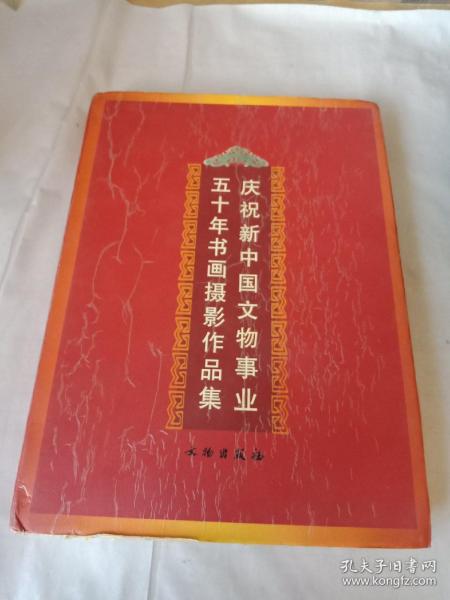 庆祝新中国文物事业
五十年书画摄影作品集
文物出版社
孔夫子旧书网
www.kongfz.com